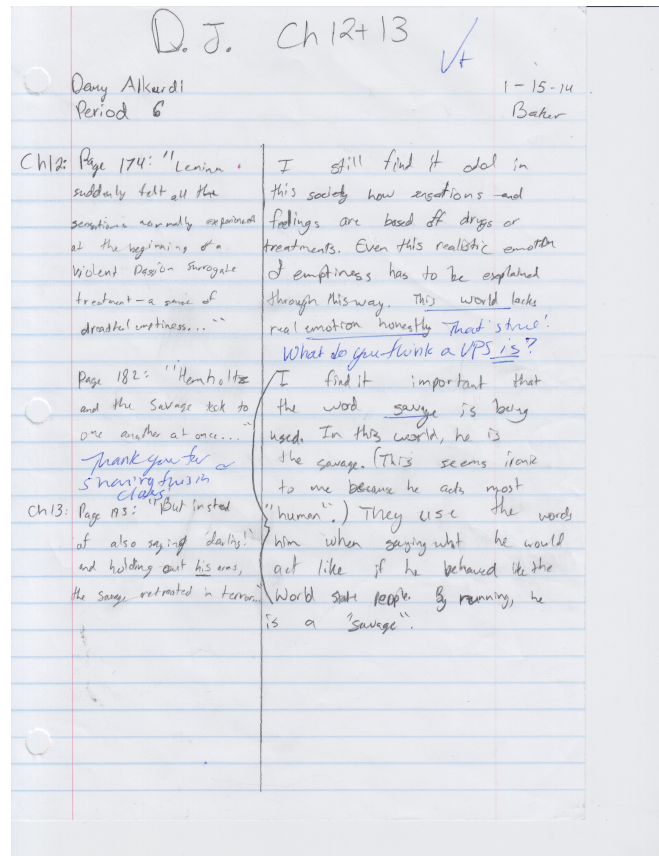 D. J. Ch 12+13
√+
Dany Alkurdi
1-15-14
Period 6
Baker
Ch12: Page 174: "Lenina
suddenly felt all the
sensations normally experienced
at the beginning of a
Violent Passion Surrogate
treatment - a sense of
dreadful emptiness..."
I still find it odd in
this society how sensations and
feelings are based off drugs or
treatments. Even this realistic emotion
of emptiness has to be explained
through this way. This world lacks
real emotion honestly That's true!
What do you think a VPS is?
Page 182: "Hemholtz
and the Savage took to
one another at once..."
Thank you for
sharing this in
class
I find it important that
the word savage is being
used. In this world, he is
the savage. (This seems ironic
to me because he acts most
"human".) They use the words
him when saying what he would
act like if he behaved like the
World state people. By running, he
is a "savage".
Ch 13: Page 193: "But insted
of also saying 'darling!'
and holding out his arms,
the savage retreated in terror..."